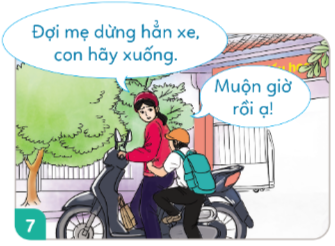 Đợi mẹ dừng hẳn xe,
con hãy xuống.
Muộn giờ
rồi ạ!
7